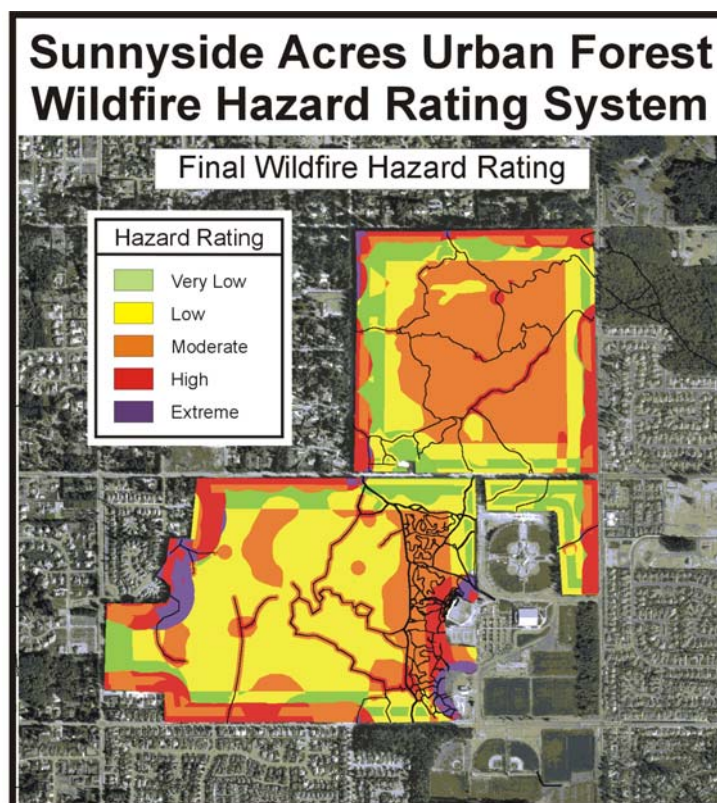 Sunnyside Acres Urban Forest
Wildfire Hazard Rating System
Final Wildfire Hazard Rating
Hazard Rating
Very Low
Low
Moderate
High
Extreme